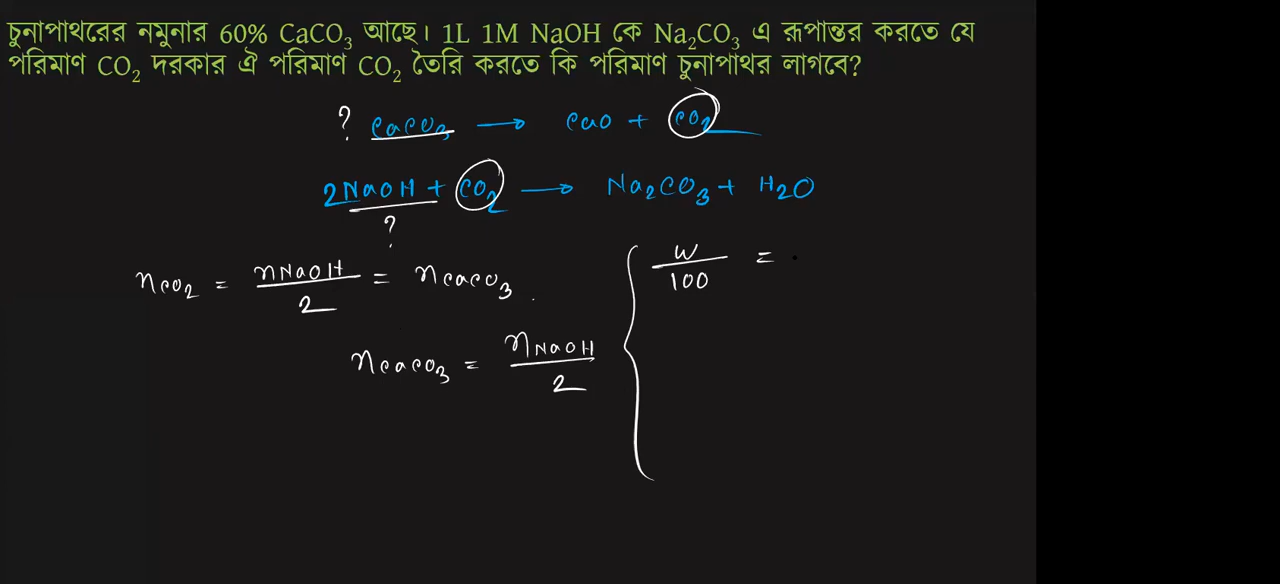 চুনাপাথরের নমুনার 60% CaCO₃ আছে। 1L 1M NaOH কে Na₂CO₃ এ রূপান্তর করতে যে
পরিমাণ CO₂ দরকার ঐ পরিমাণ CO₂ তৈরি করতে কি পরিমাণ চুনাপাথর লাগবে?
? CaCO₃ → CaO + CO₂
2NaOH + CO₂ → Na₂CO₃ + H₂O
?
nCO₂ = nNaOH/2 = nCaCO₃
W/100 =
nCaCO₃ = nNaOH/2